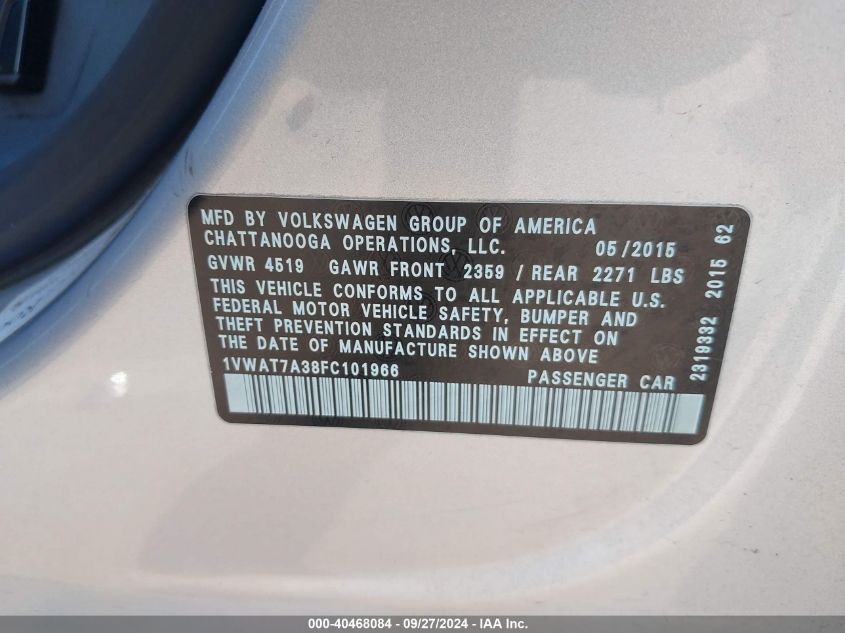 MFD BY VOLKSWAGEN GROUP OF AMERICA
CHATTANOOGA OPERATIONS, LLC. 05/2015
GVWR 4519 GAWR FRONT 2359 / REAR 2271 LBS
THIS VEHICLE CONFORMS TO ALL APPLICABLE U.S.
FEDERAL MOTOR VEHICLE SAFETY, BUMPER AND
THEFT PREVENTION STANDARDS IN EFFECT ON
THE DATE OF MANUFACTURE SHOWN ABOVE.
1VWAT7A38FC101966 PASSENGER CAR
2319332 2015 62
000-40468084 - 09/27/2024 - IAA Inc.